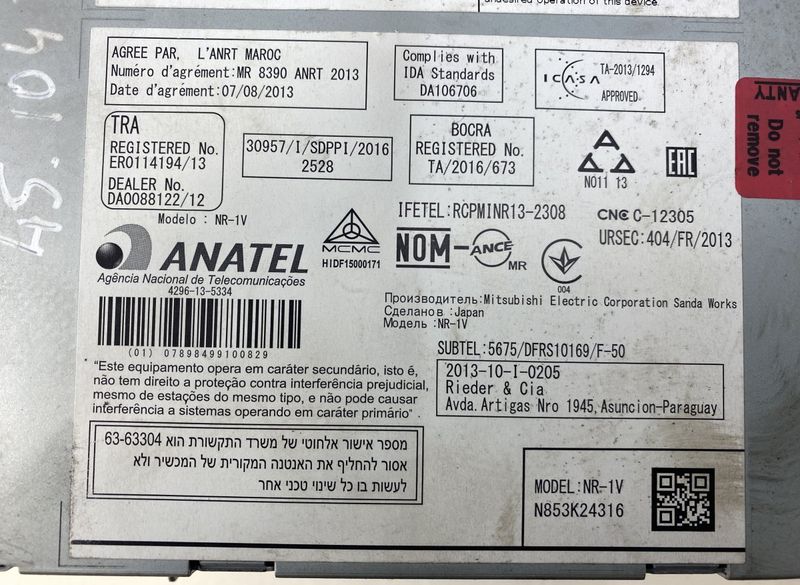 undesired operation of this device.
45.104
AGREE PAR, L'ANRT MAROC
Numéro d'agrément:MR 8390 ANRT 2013
Date d'agrément:07/08/2013
Complies with
IDA Standards
DA106706
ICASA TA-2013/1294
APPROVED
Do not
remove
TRA
REGISTERED No.
ER0114194/13
DEALER No.
DA0088122/12
30957/I/SDPPI/2016
2528
BOCRA
REGISTERED No.
TA/2016/673
A
N011 13
EAC
Modelo : NR-1V
ANATEL
Agência Nacional de Telecomunicações
4296-13-5334
(01) 07898499100829
MCMC
HIDF15000171
IFETEL:RCPMINR13-2308
CNC C-12305
URSEC:404/FR/2013
NOM-ANCE
MR
004
Производитель:Mitsubishi Electric Corporation Sanda Works
Сделано в :Japan
Модель :NR-1V
SUBTEL:5675/DFRS10169/F-50
2013-10-I-0205
Rieder & Cia
Avda. Artigas Nro 1945, Asuncion-Paraguay
"Este equipamento opera em caráter secundário, isto é,
não tem direito a proteção contra interferência prejudicial,
mesmo de estações do mesmo tipo, e não pode causar
interferência a sistemas operando em caráter primário" .
מספר אישור אלחוטי של משרד התקשורת הוא 63-63304
אסור להחליף את האנטנה המקורית של המכשיר ולא
לעשות בו כל שינוי טכני אחר
MODEL:NR-1V
N853K24316